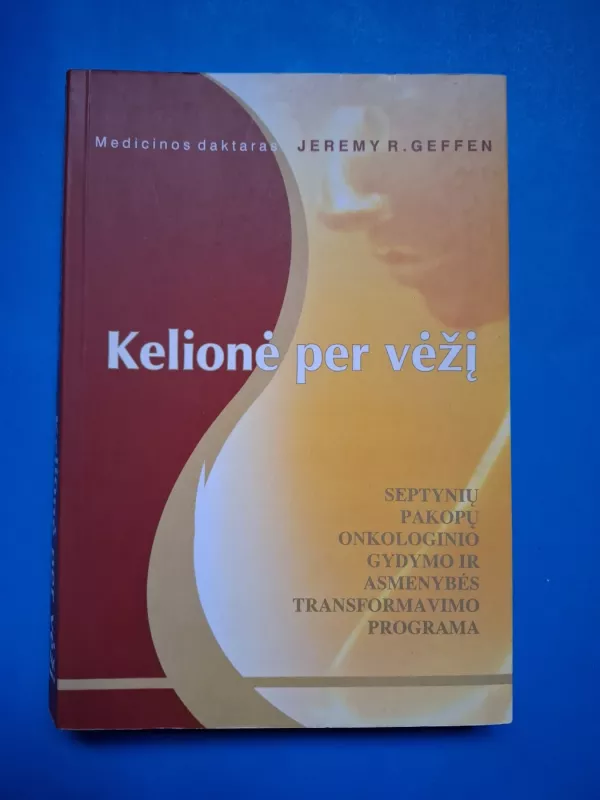 Medicinos daktaras JEREMY R. GEFFEN
Kelionė per vėžį
SEPTYNIŲ
PAKOPŲ
ONKOLOGINIO
GYDYMO IR
ASMENYBĖS
TRANSFORMAVIMO
PROGRAMA